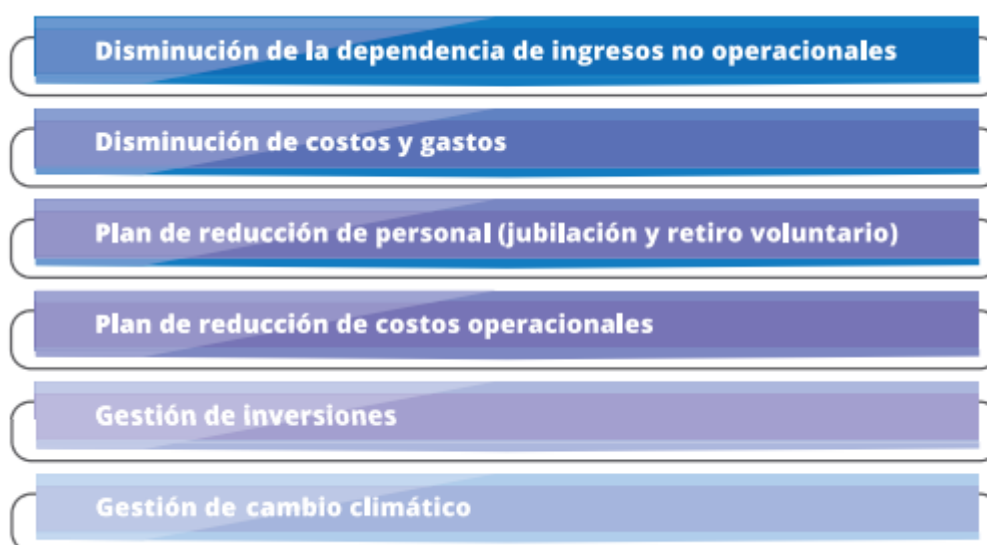 Disminución de la dependencia de ingresos no operacionales
Disminución de costos y gastos
Plan de reducción de personal (jubilación y retiro voluntario)
Plan de reducción de costos operacionales
Gestión de inversiones
Gestión de cambio climático